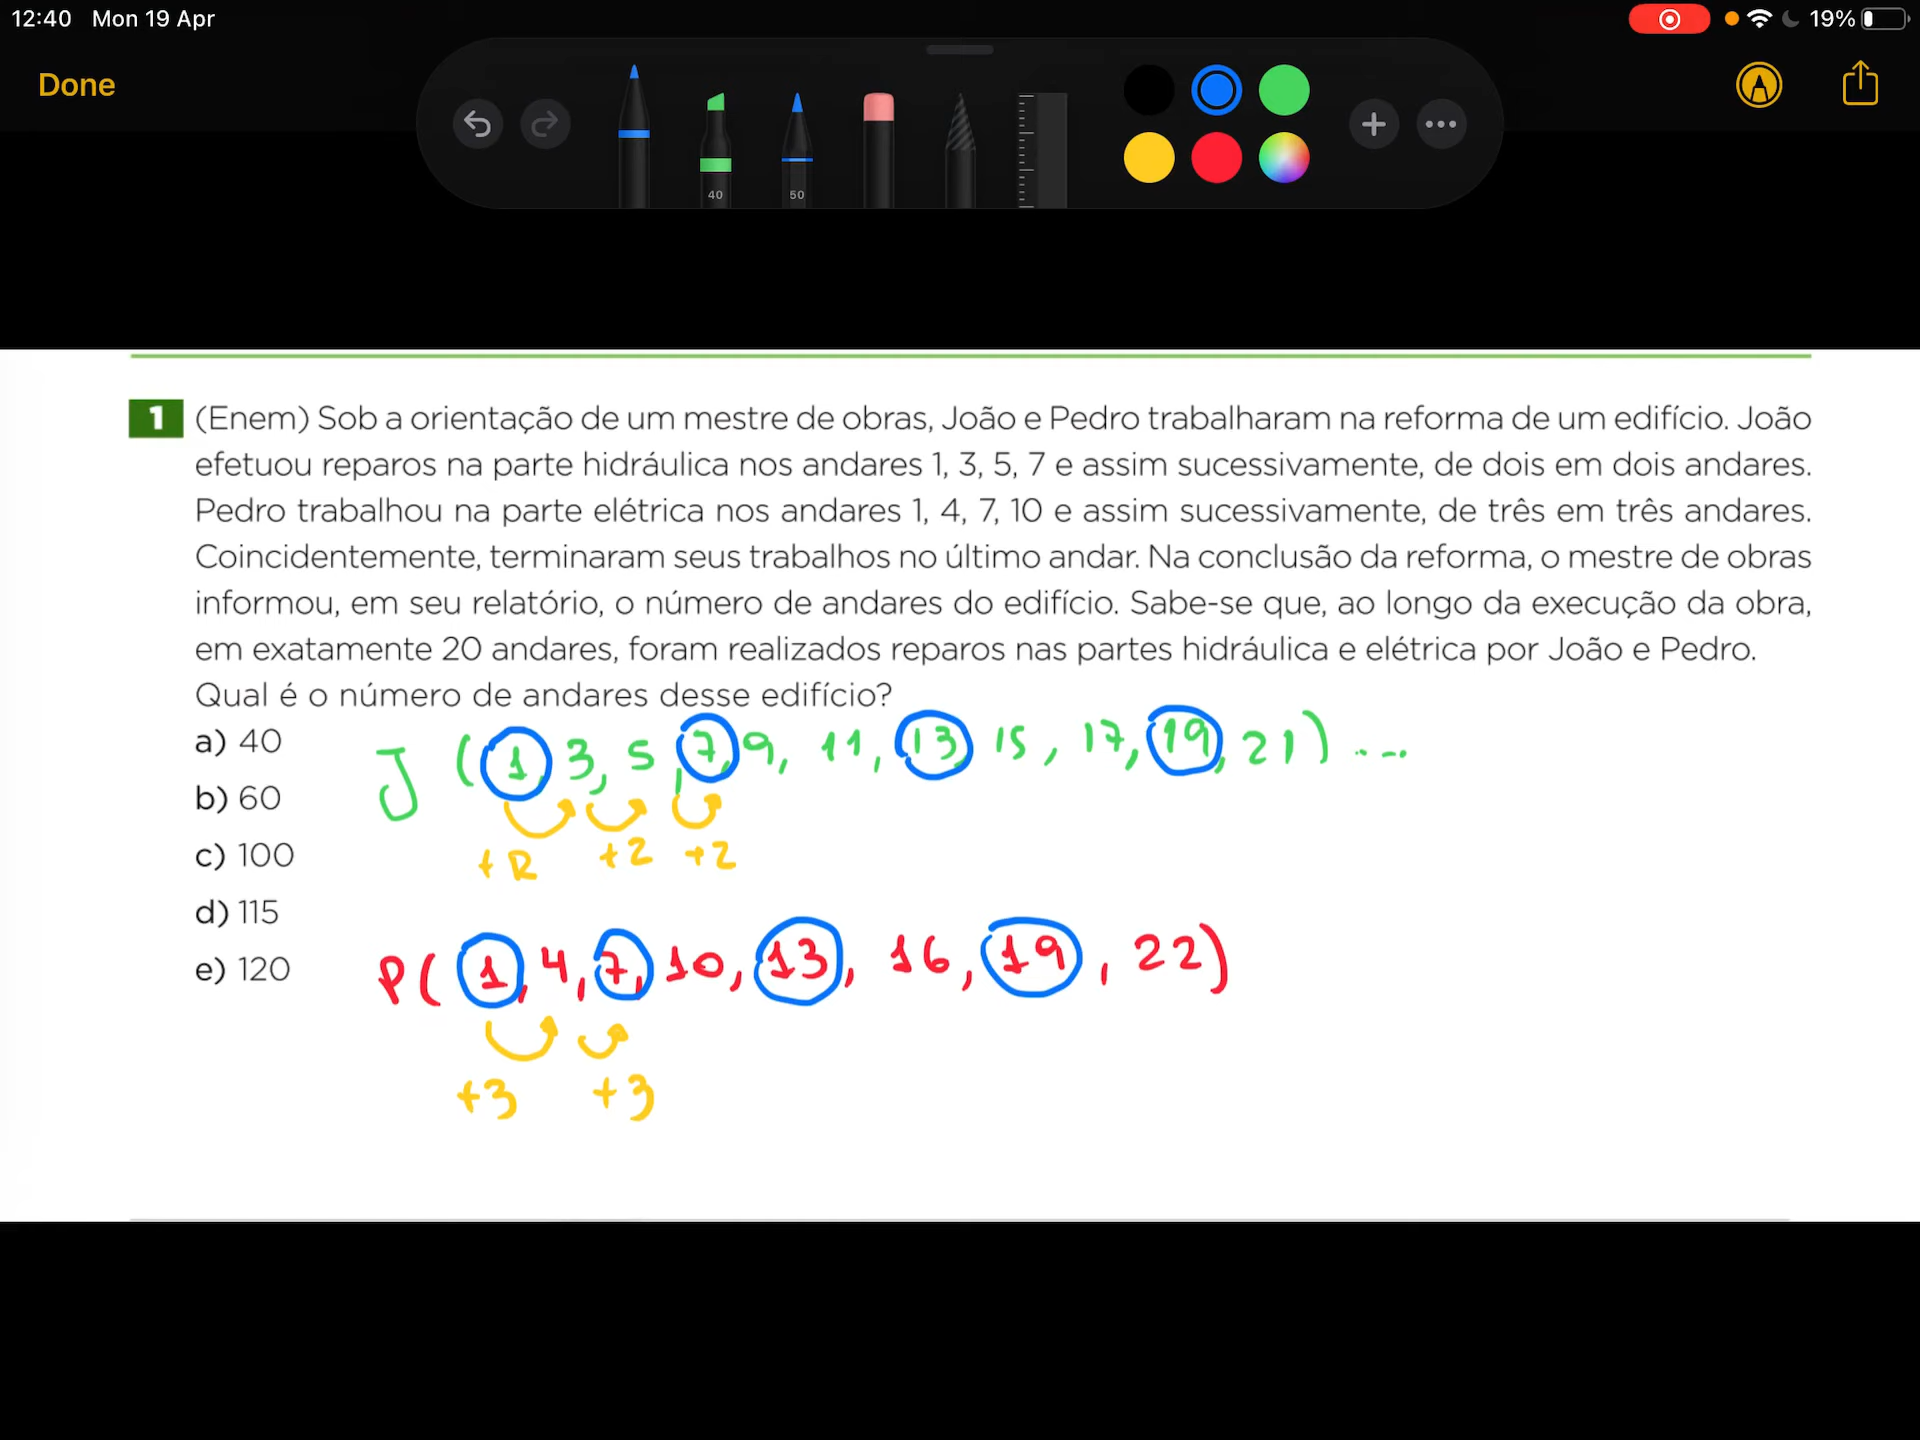 12:40 Mon 19 Apr
19%
Done
40
50
1 (Enem) Sob a orientação de um mestre de obras, João e Pedro trabalharam na reforma de um edifício. João
efetuou reparos na parte hidráulica nos andares 1, 3, 5, 7 e assim sucessivamente, de dois em dois andares.
Pedro trabalhou na parte elétrica nos andares 1, 4, 7, 10 e assim sucessivamente, de três em três andares.
Coincidentemente, terminaram seus trabalhos no último andar. Na conclusão da reforma, o mestre de obras
informou, em seu relatório, o número de andares do edifício. Sabe-se que, ao longo da execução da obra,
em exatamente 20 andares, foram realizados reparos nas partes hidráulica e elétrica por João e Pedro.
Qual é o número de andares desse edifício?
a) 40
b) 60
c) 100
d) 115
e) 120
J (1, 3, 5, 7, 9, 11, 13, 15, 17, 19, 21) ....
+R +2 +2
P(1, 4, 7, 10, 13, 16, 19, 22)
+3 +3